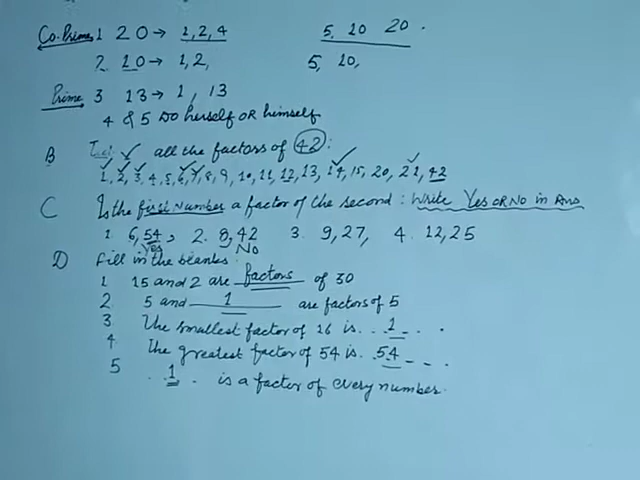 Co-Prime 1 20 → 1, 2, 4 5, 10 20.
2 10 → 1, 2, 5, 10,
Prime 3 13 → 1, 13
4 & 5 Do herself OR himself
B all the factors of 42:
1, 2, 3, 4, 5, 6, 7, 8, 9, 10, 11, 12, 13, 14, 15, 20, 21, 42
C Is the first Number a factor of the second: Write Yes OR No in Ans
1. 6, 54, 2. 8, 42 3. 9, 27, 4. 12, 25
Yes No
D Fill in the blanks:
1 15 and 2 are factors of 30
2 5 and 1 are factors of 5
3 The smallest factor of 16 is . . 1 . .
4 The greatest factor of 54 is . 54 . . .
5 . . 1 . is a factor of every number.